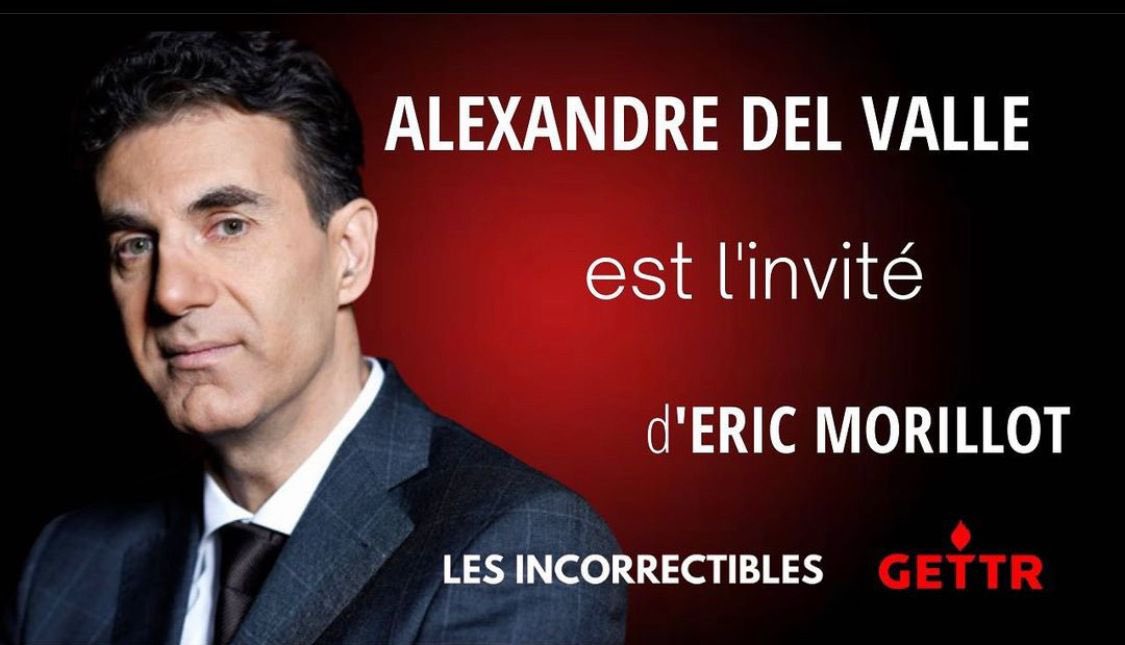 ALEXANDRE DEL VALLE
est l'invité
d'ERIC MORILLOT
LES INCORRECTIBLES
GETTR